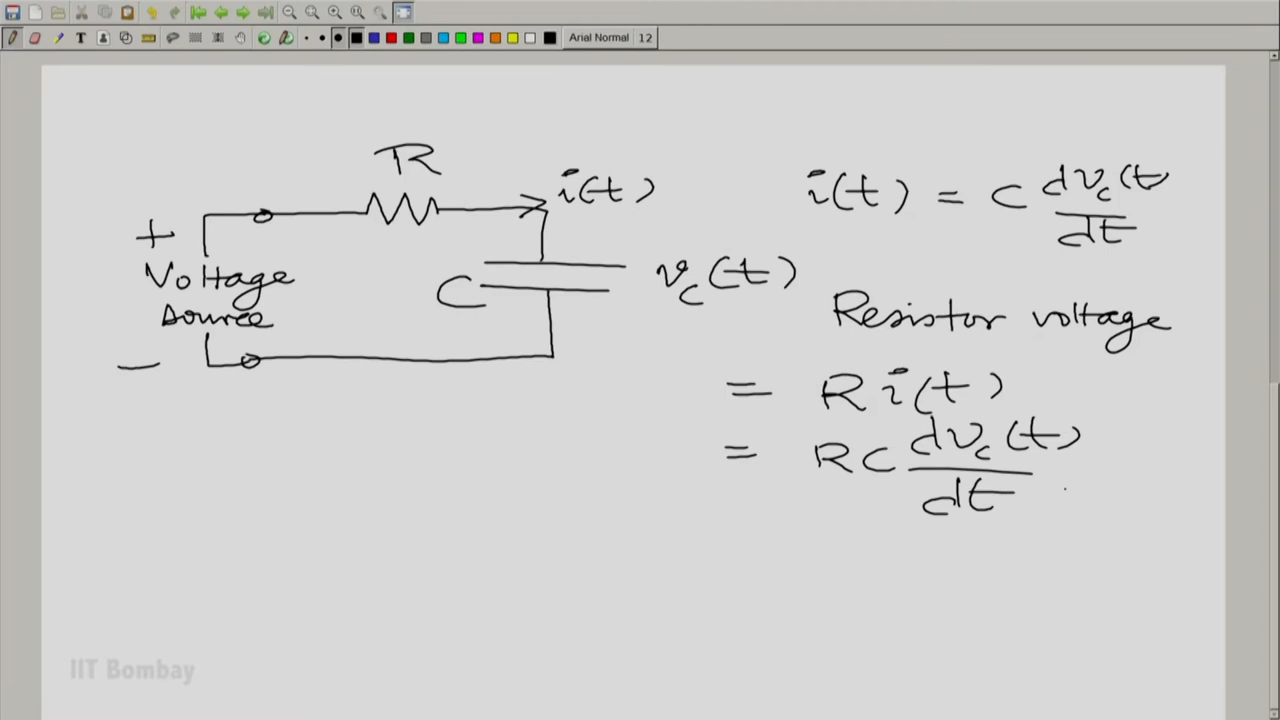 Arial Normal 12
R
i(t)
+
Voltage
source
−
C
v_c(t)
i(t) = C dv_c(t)/dt
Resistor voltage
= R i(t)
= RC dv_c(t)/dt
IIT Bombay